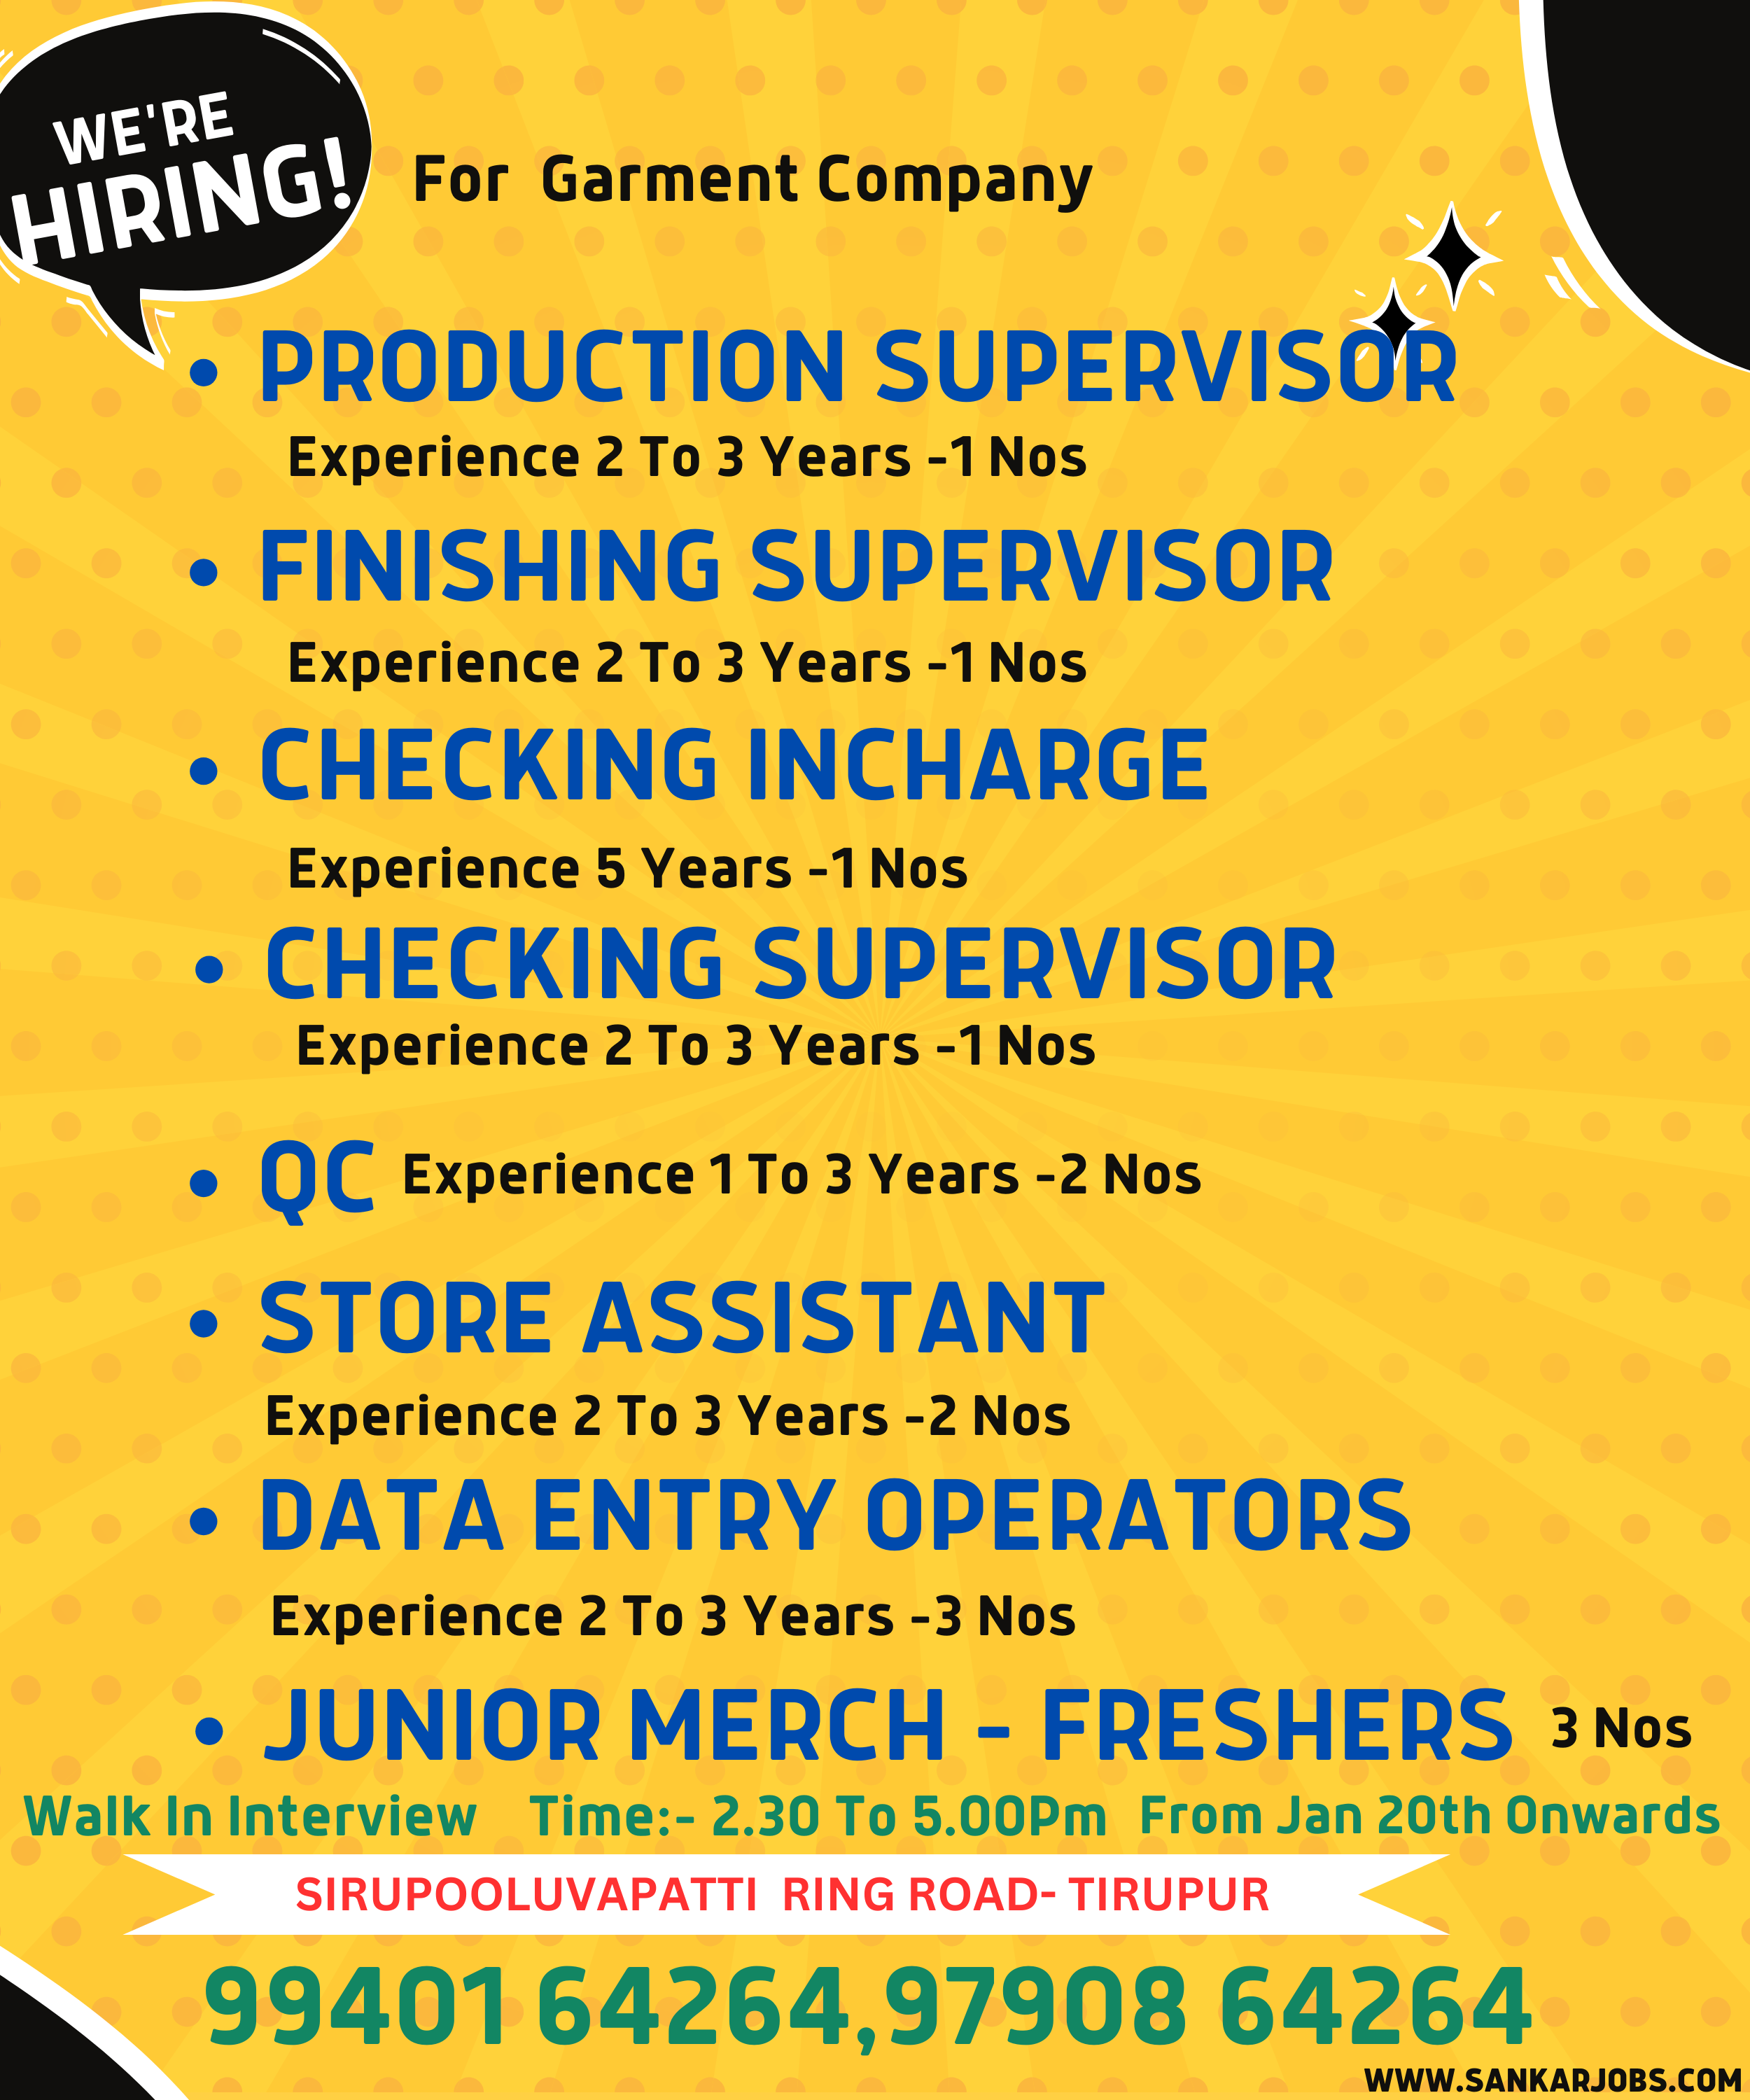 WE'RE
HIRING!
For Garment Company
• PRODUCTION SUPERVISOR
Experience 2 To 3 Years -1 Nos
• FINISHING SUPERVISOR
Experience 2 To 3 Years -1 Nos
• CHECKING INCHARGE
Experience 5 Years -1 Nos
• CHECKING SUPERVISOR
Experience 2 To 3 Years -1 Nos
• QC Experience 1 To 3 Years -2 Nos
• STORE ASSISTANT
Experience 2 To 3 Years -2 Nos
• DATA ENTRY OPERATORS
Experience 2 To 3 Years -3 Nos
• JUNIOR MERCH - FRESHERS 3 Nos
Walk In Interview Time:- 2.30 To 5.00Pm From Jan 20th Onwards
SIRUPOOLUVAPATTI RING ROAD- TIRUPUR
99401 64264,97908 64264
WWW.SANKARJOBS.COM